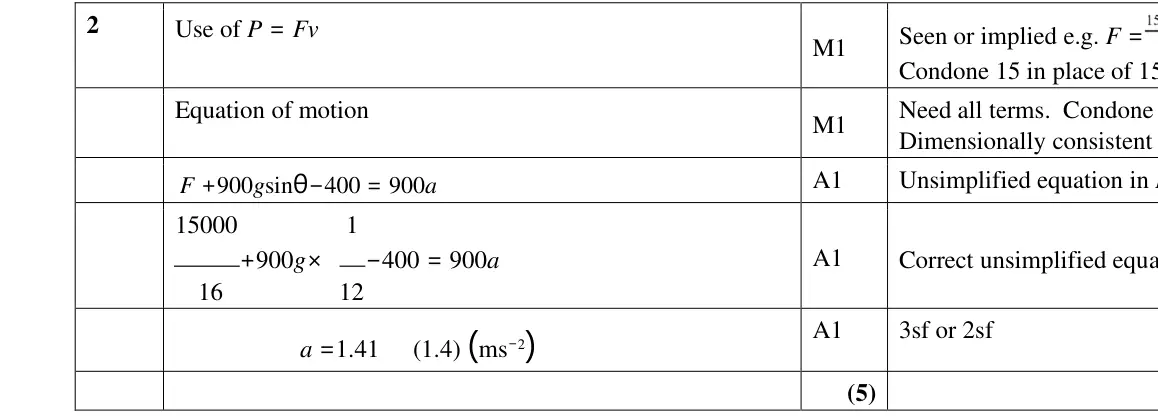 2 Use of P = Fv M1 Seen or implied e.g. F = 15
Condone 15 in place of 15
Equation of motion M1 Need all terms. Condone
Dimensionally consistent
F +900gsinθ−400 = 900a A1 Unsimplified equation in
15000 1
+900g× −400 = 900a A1 Correct unsimplified equa
16 12
a =1.41 (1.4) (ms⁻²) A1 3sf or 2sf
(5)